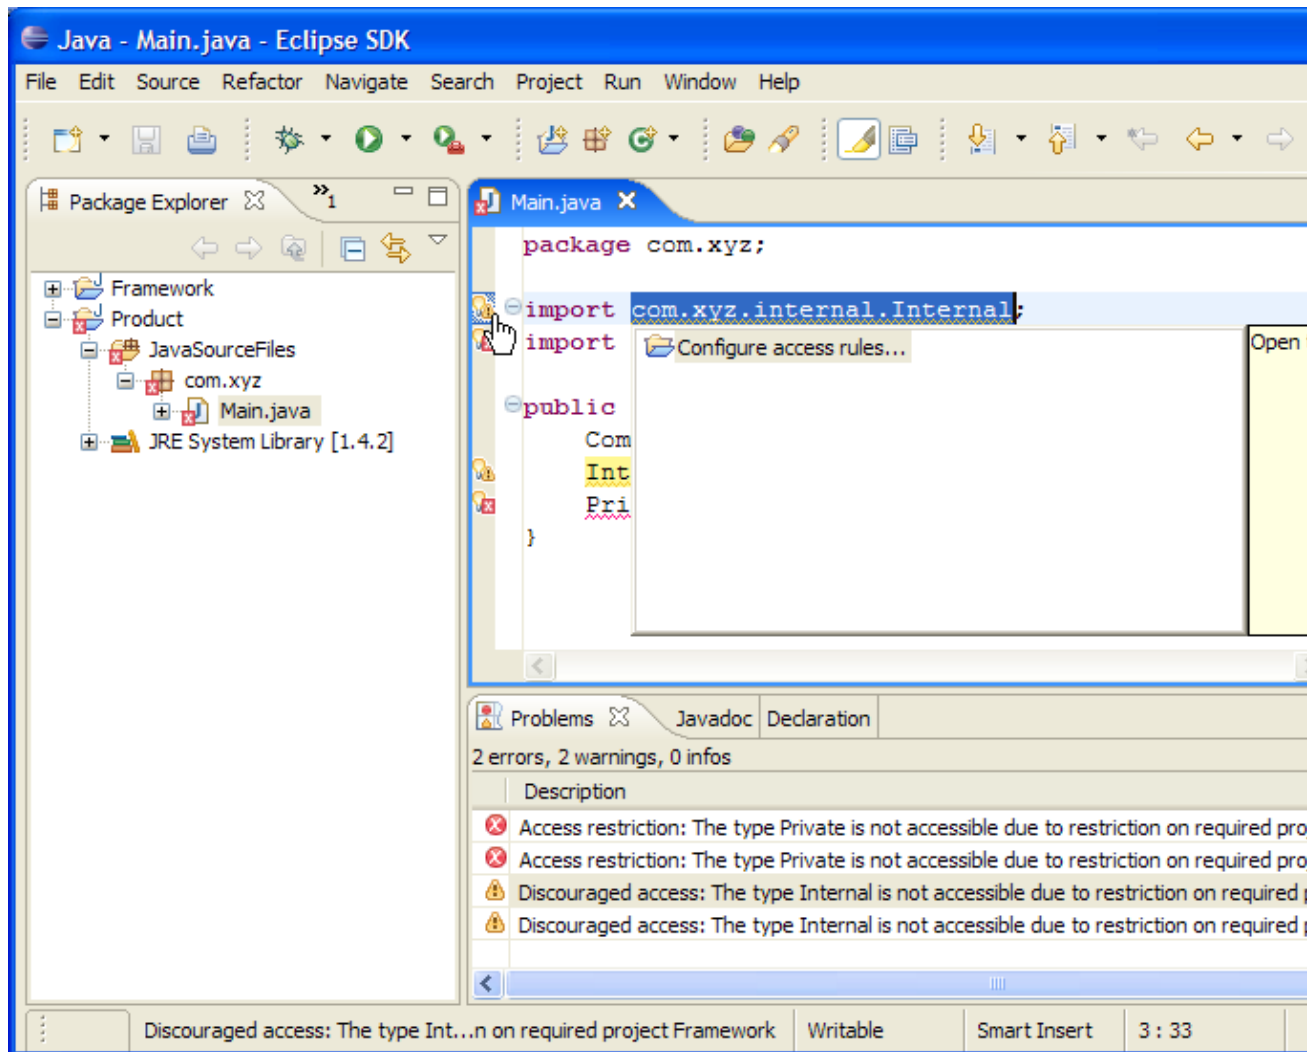 Java - Main.java - Eclipse SDK
File Edit Source Refactor Navigate Search Project Run Window Help
Package Explorer
»1
Framework
Product
JavaSourceFiles
com.xyz
Main.java
JRE System Library [1.4.2]
Main.java
package com.xyz;
import com.xyz.internal.Internal;
import
Configure access rules...
Open
public
Com
Int
Pri
}
Problems Javadoc Declaration
2 errors, 2 warnings, 0 infos
Description
Access restriction: The type Private is not accessible due to restriction on required pro
Access restriction: The type Private is not accessible due to restriction on required proj
Discouraged access: The type Internal is not accessible due to restriction on required p
Discouraged access: The type Internal is not accessible due to restriction on required p
Discouraged access: The type Int...n on required project Framework Writable Smart Insert 3 : 33